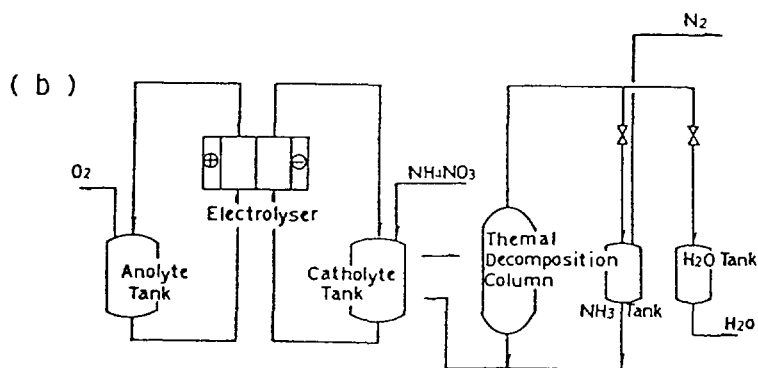 N2
( b )
O2
NH4NO3
Electrolyser
Anolyte
Tank
Catholyte
Tank
Themal
Decomposition
Column
H2O Tank
NH3 Tank
H2O